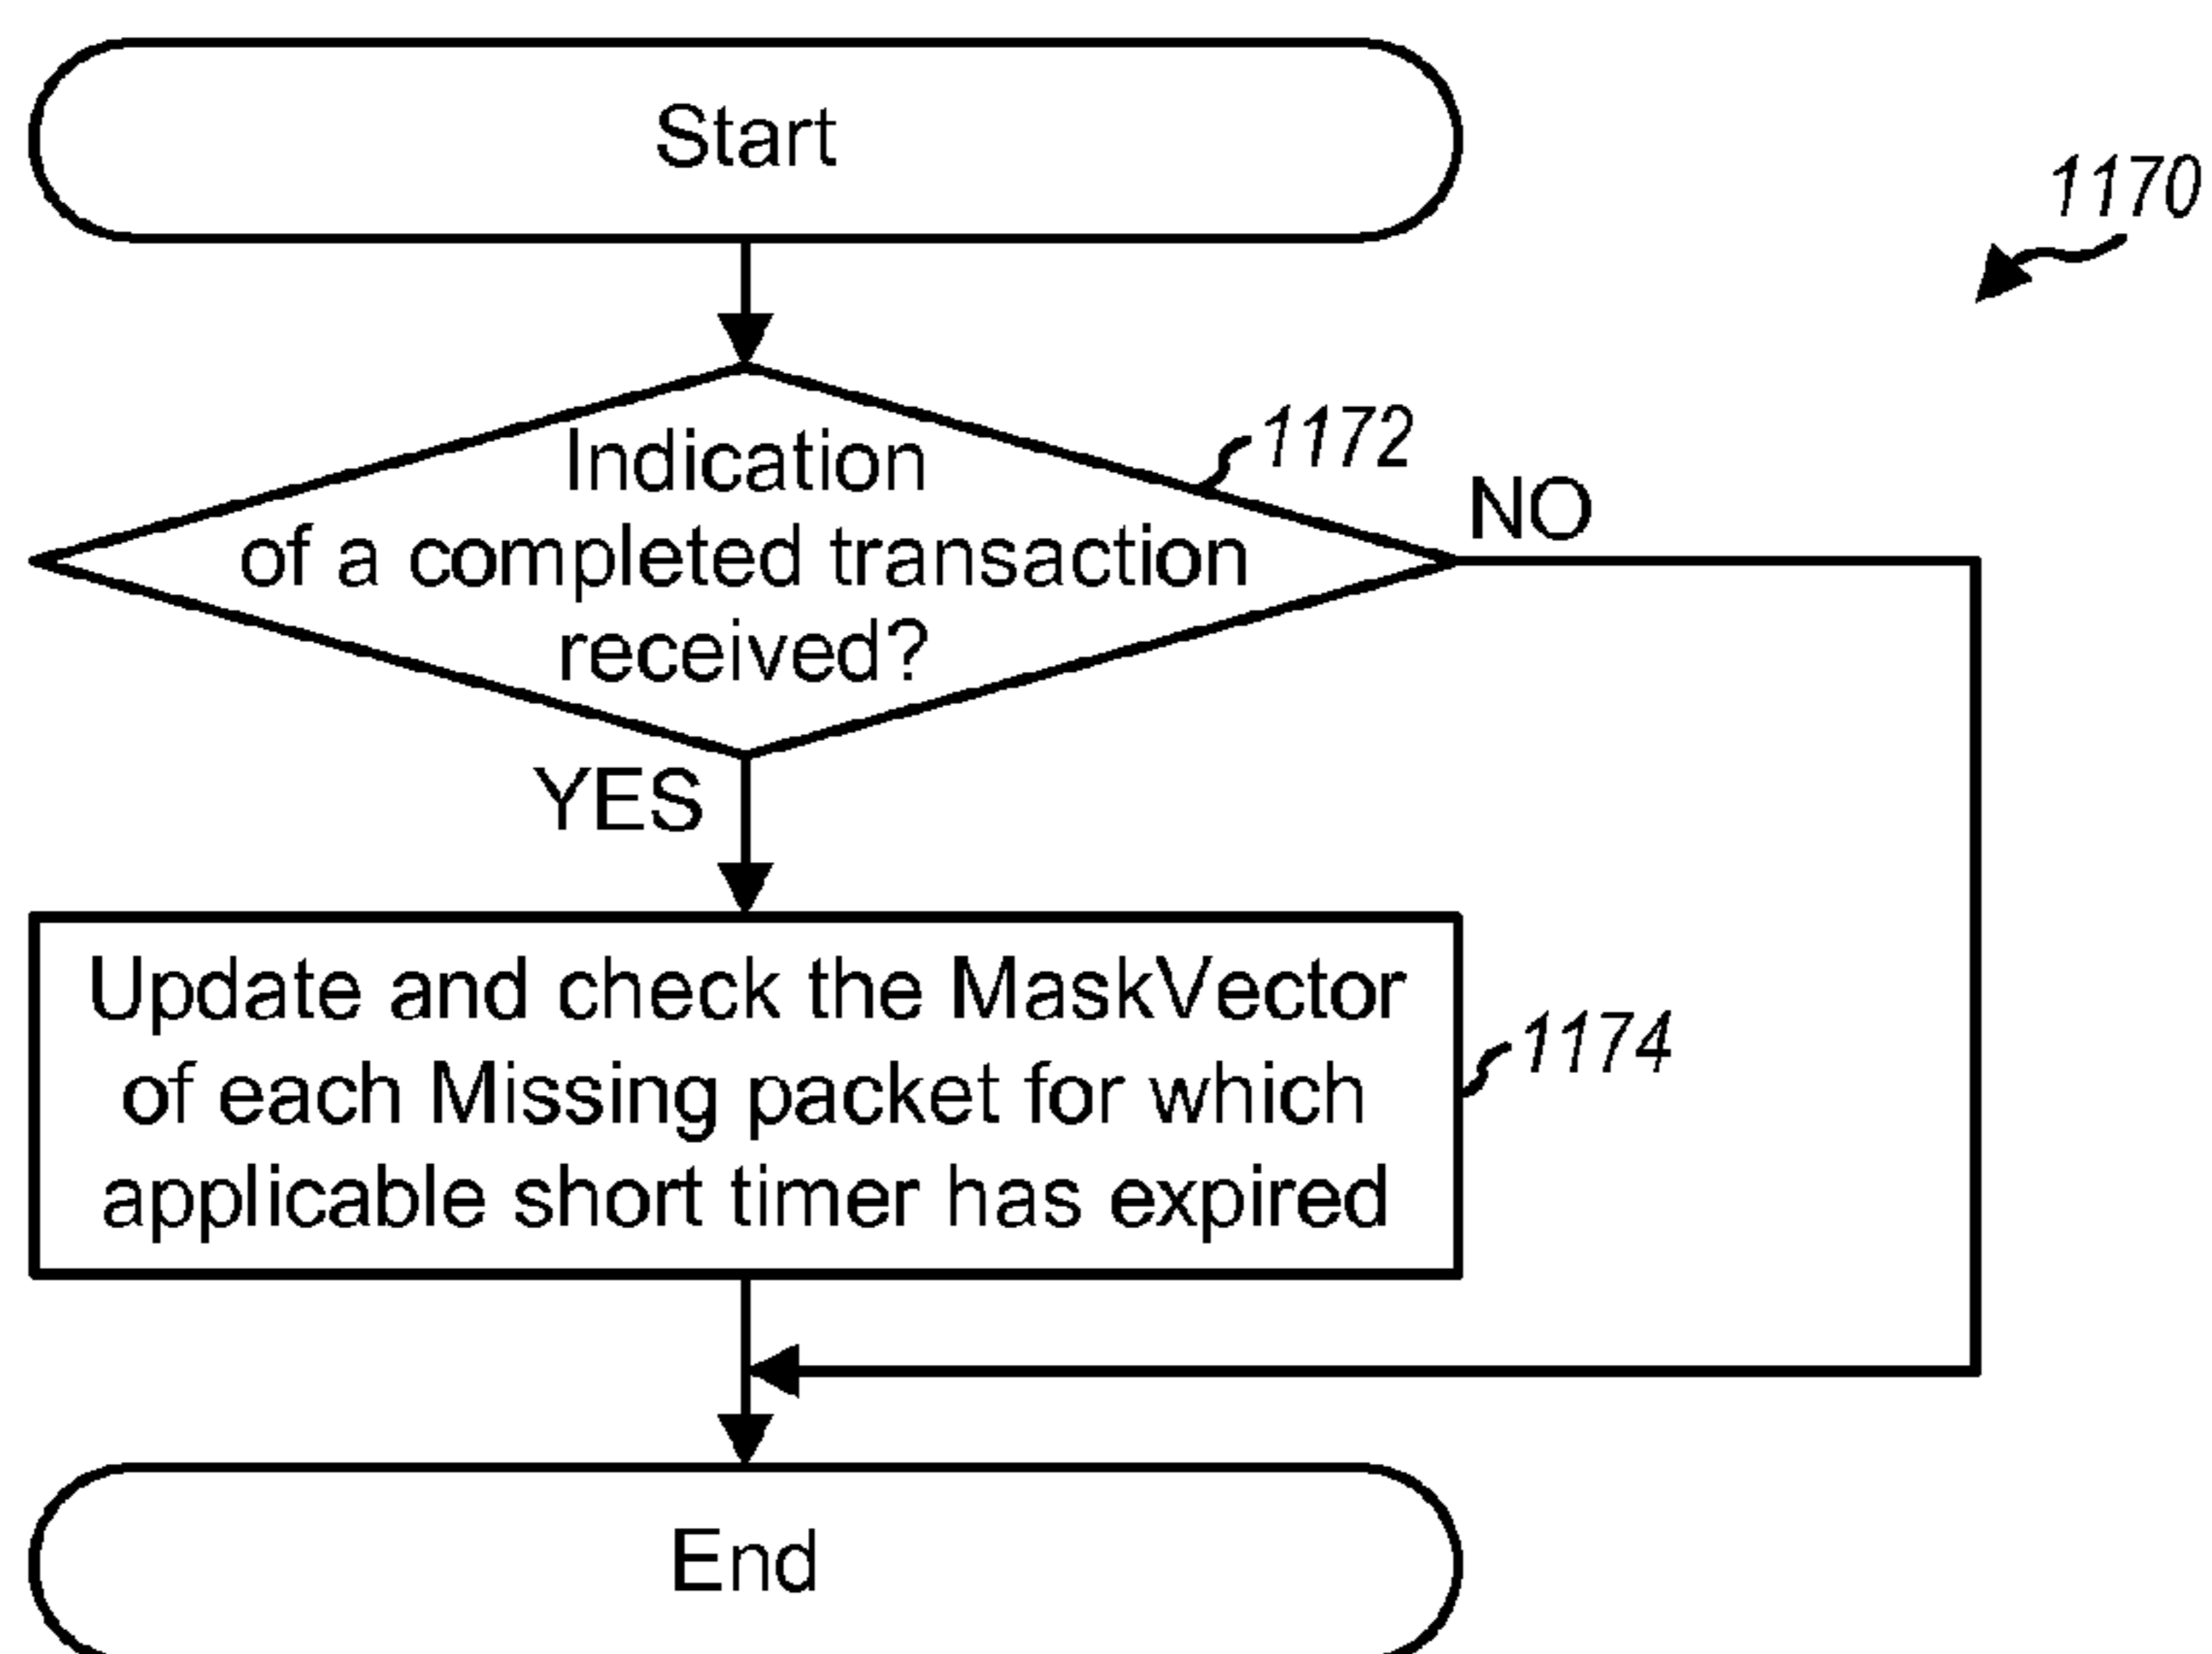 Start
1170
Indication
of a completed transaction
received?
1172
NO
YES
Update and check the MaskVector
of each Missing packet for which
applicable short timer has expired
1174
End